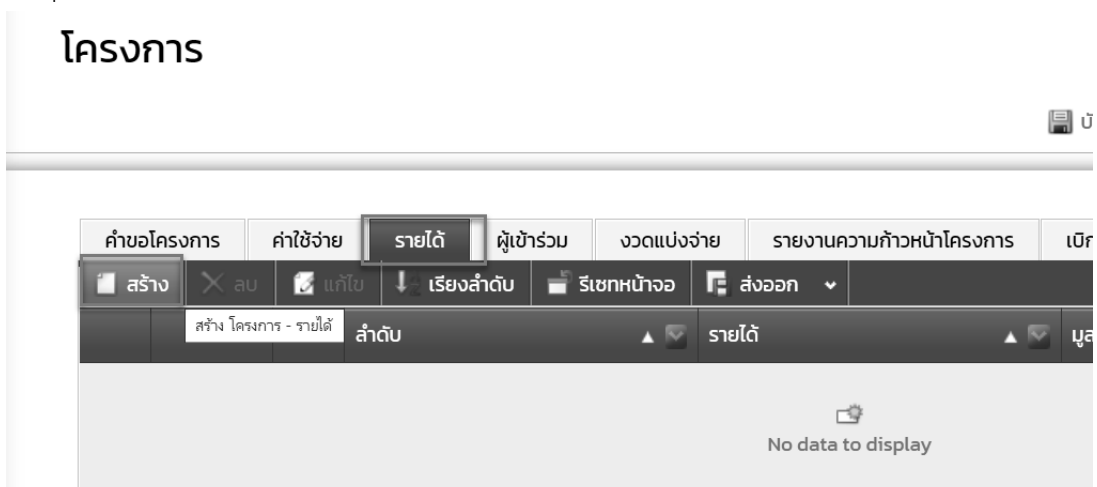 โครงการ
คำขอโครงการ ค่าใช้จ่าย รายได้ ผู้เข้าร่วม งวดแบ่งจ่าย รายงานความก้าวหน้าโครงการ
สร้าง ลบ แก้ไข เรียงลำดับ รีเซทหน้าจอ ส่งออก
สร้าง โครงการ - รายได้
ลำดับ รายได้
No data to display